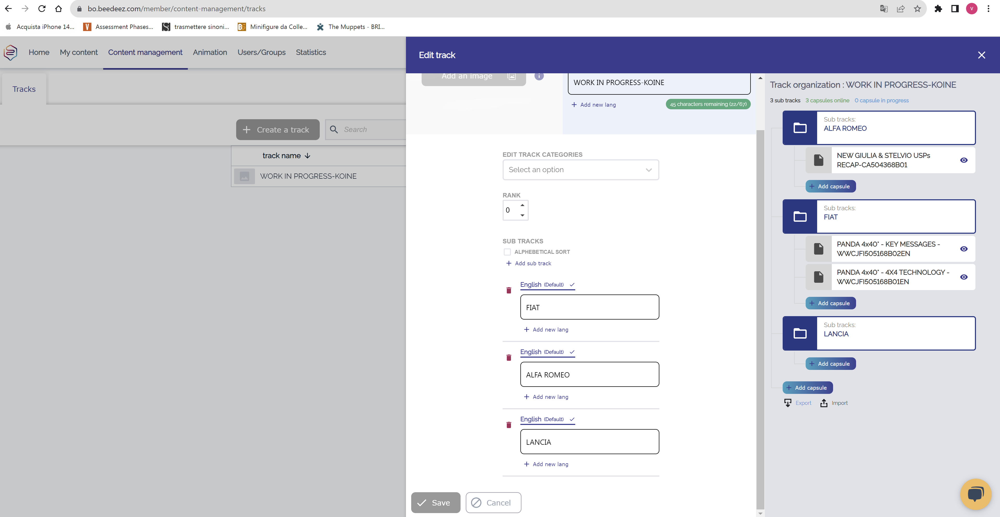 bo.beedeez.com/member/content-management/tracks
V
Acquista iPhone 14...
V
Assessment Phases...
trasmettere sinoni...
Minifigure da Colle...
The Muppets - BRI...
Home
My content
Content management
Animation
Users/Groups
Statistics
Tracks
+ Create a track
Search
track name ↓
WORK IN PROGRESS-KOINE
Edit track
Add an image
i
WORK IN PROGRESS-KOINE
+ Add new lang
45 characters remaining (22/67)
EDIT TRACK CATEGORIES
Select an option
RANK
0
SUB TRACKS
ALPHEBETICAL SORT
+ Add sub track
English (Default)
FIAT
+ Add new lang
English (Default)
ALFA ROMEO
+ Add new lang
English (Default)
LANCIA
+ Add new lang
Save
Cancel
Track organization : WORK IN PROGRESS-KOINE
3 sub tracks 3 capsules online 0 capsule in progress
Sub tracks:
ALFA ROMEO
NEW GIULIA & STELVIO USPs
RECAP-CA504368B01
+ Add capsule
Sub tracks:
FIAT
PANDA 4x40° - KEY MESSAGES -
WWCJFI505168B02EN
PANDA 4x40° - 4X4 TECHNOLOGY -
WWCJFI505168B01EN
+ Add capsule
Sub tracks:
LANCIA
+ Add capsule
+ Add capsule
Export
Import